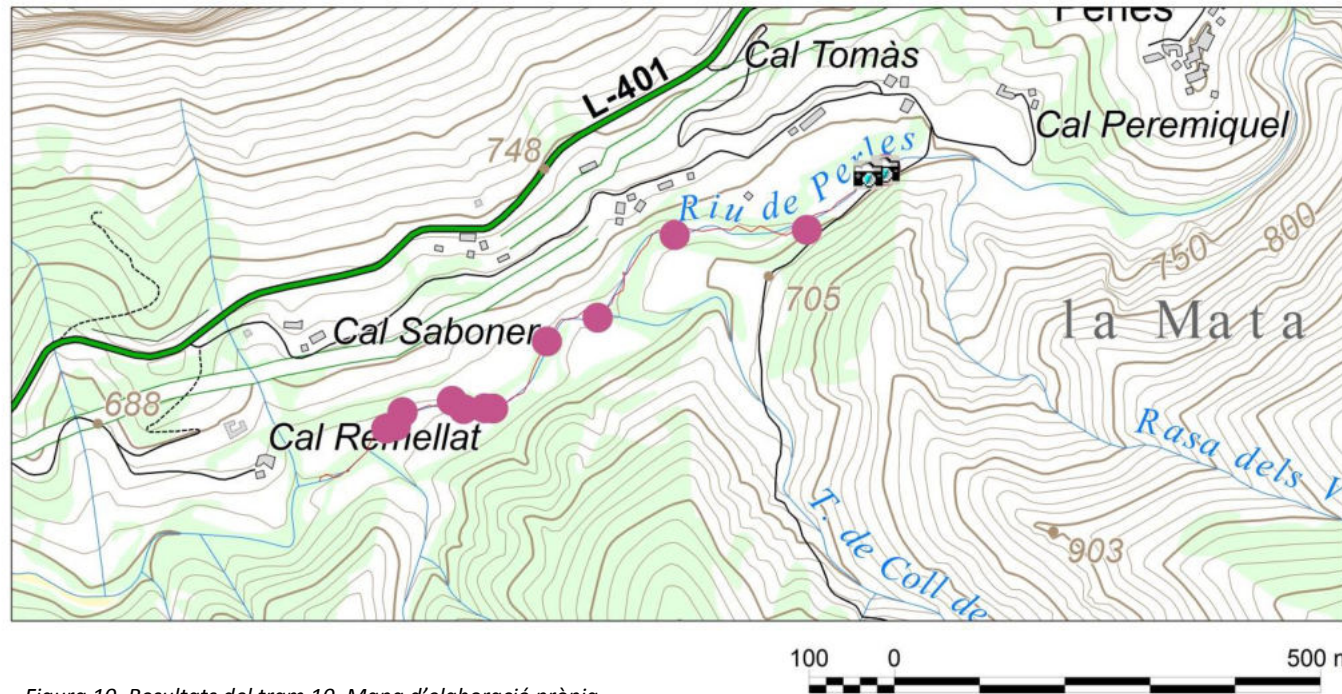 Perles
Cal Tomàs
L-401
Cal Peremiquel
748
Riu de Perles
750
800
705
la Mata
Cal Saboner
688
Cal Remellat
Rasa dels
903
T. de Coll de
100 0 500 m
Figura 10. Resultats del tram 10. Mapa d'elaboració pròpia